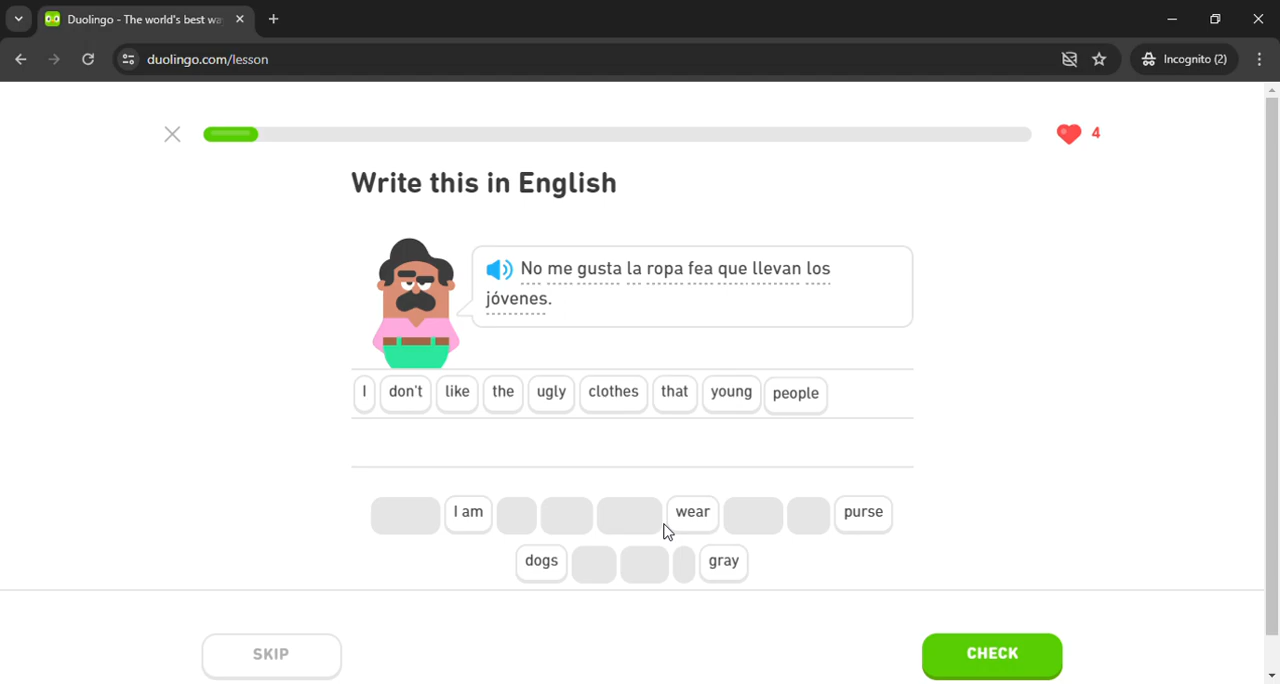 Duolingo - The world's best wa
duolingo.com/lesson
Incognito (2)
4
Write this in English
No me gusta la ropa fea que llevan los
jóvenes.
I don't like the ugly clothes that young people
I am wear purse
dogs gray
SKIP
CHECK